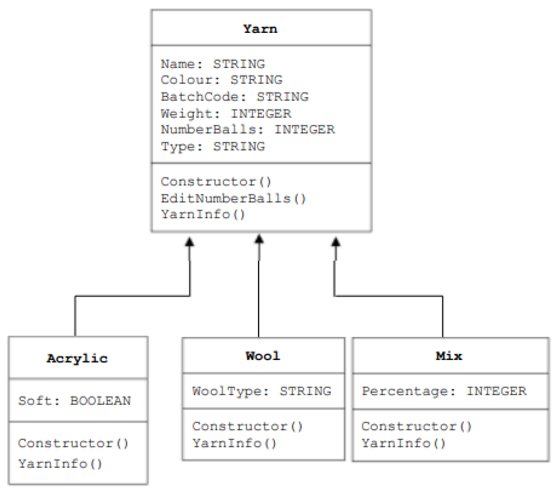 Yarn
Name: STRING
Colour: STRING
BatchCode: STRING
Weight: INTEGER
NumberBalls: INTEGER
Type: STRING
Constructor()
EditNumberBalls()
YarnInfo()
Acrylic
Soft: BOOLEAN
Constructor()
YarnInfo()
Wool
WoolType: STRING
Constructor()
YarnInfo()
Mix
Percentage: INTEGER
Constructor()
YarnInfo()